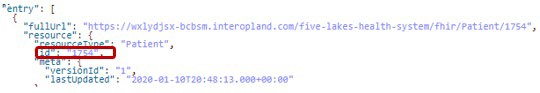 "entry": [
{
"fullUrl": "https://wxlydjsx-bcbsm.interopland.com/five-lakes-health-system/fhir/Patient/1754",
"resource": {
"resourceType": "Patient",
"id": "1754",
"meta": {
"versionId": "1",
"lastUpdated": "2020-01-10T20:48:13.000+00:00"